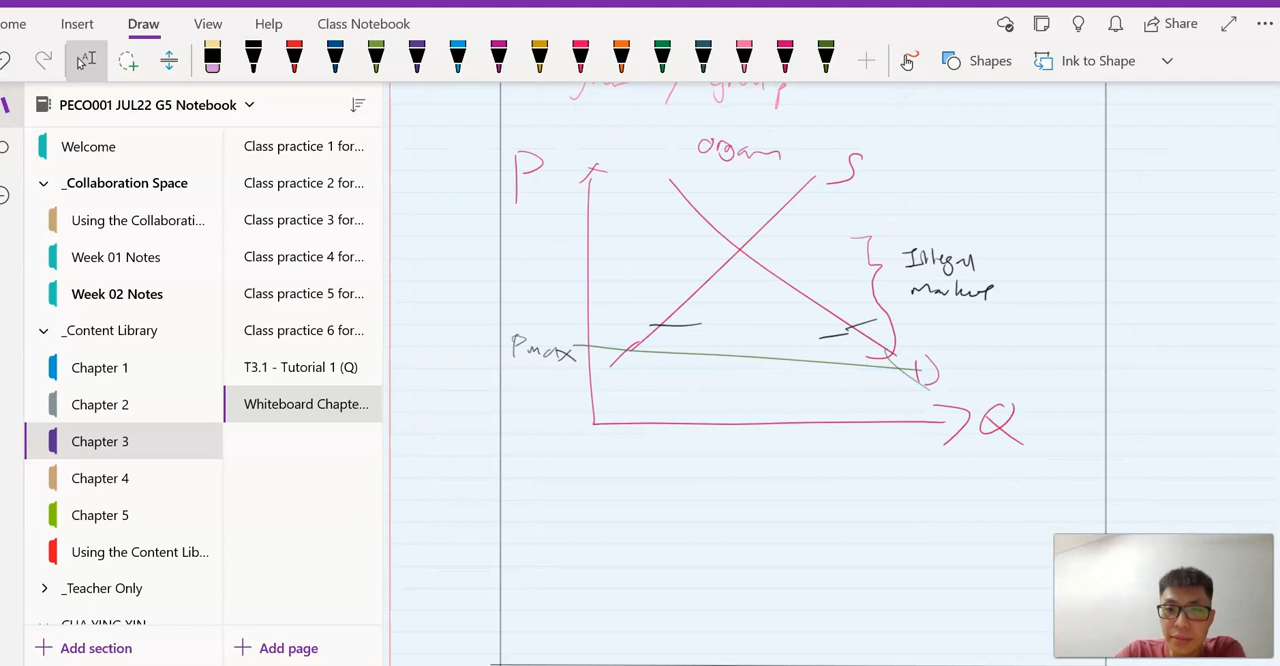 ome Insert Draw View Help Class Notebook Share
Shapes Ink to Shape
PECO001 JUL22 G5 Notebook
Welcome
_Collaboration Space
Using the Collaborati...
Week 01 Notes
Week 02 Notes
_Content Library
Chapter 1
Chapter 2
Chapter 3
Chapter 4
Chapter 5
Using the Content Lib...
_Teacher Only
Add section
Class practice 1 for...
Class practice 2 for...
Class practice 3 for...
Class practice 4 for...
Class practice 5 for...
Class practice 6 for...
T3.1 - Tutorial 1 (Q)
Whiteboard Chapte...
Add page
group
Organ
P
S
Pmax
D
Q